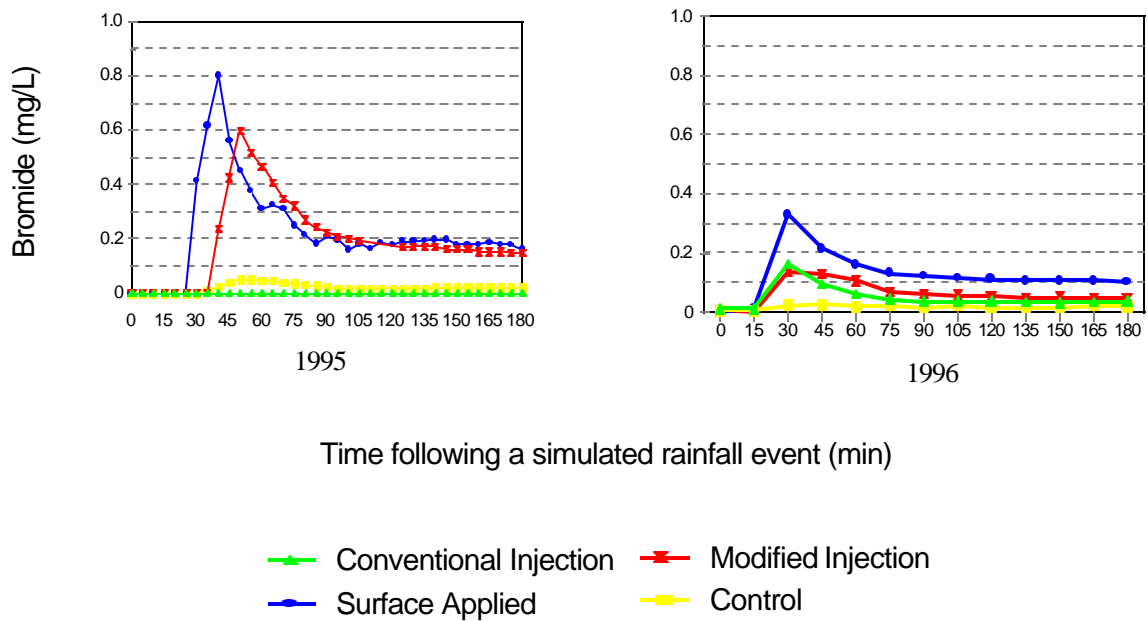 Bromide (mg/L)
1.0
0.8
0.6
0.4
0.2
0
0 15 30 45 60 75 90 105 120 135 150 165 180
1995
1.0
0.8
0.6
0.4
0.2
0
0 15 30 45 60 75 90 105 120 135 150 165 180
1996
Time following a simulated rainfall event (min)
Conventional Injection Modified Injection
Surface Applied Control